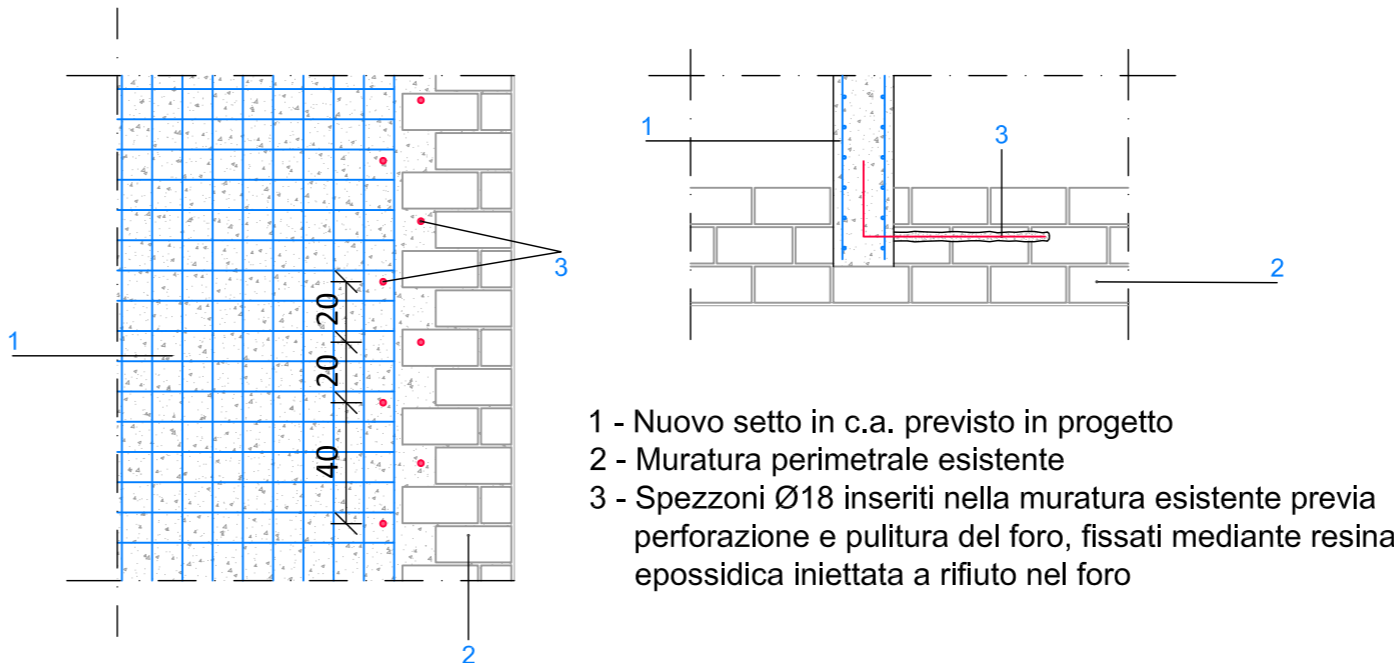 1
3
20
20
40
2
1
3
2
1 - Nuovo setto in c.a. previsto in progetto
2 - Muratura perimetrale esistente
3 - Spezzoni Ø18 inseriti nella muratura esistente previa
perforazione e pulitura del foro, fissati mediante resina
epossidica iniettata a rifiuto nel foro